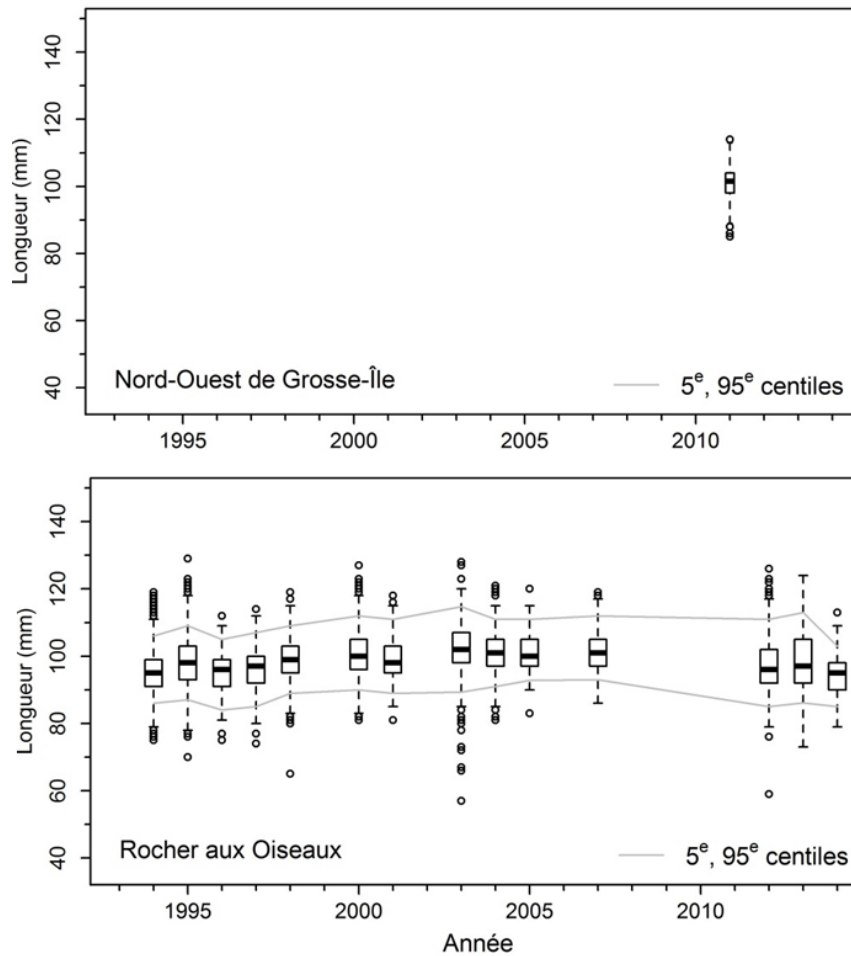 140
120
100
80
60
40
Longueur (mm)
Nord-Ouest de Grosse-Île
5e, 95e centiles
1995 2000 2005 2010
140
120
100
80
60
40
Longueur (mm)
Rocher aux Oiseaux
5e, 95e centiles
1995 2000 2005 2010
Année